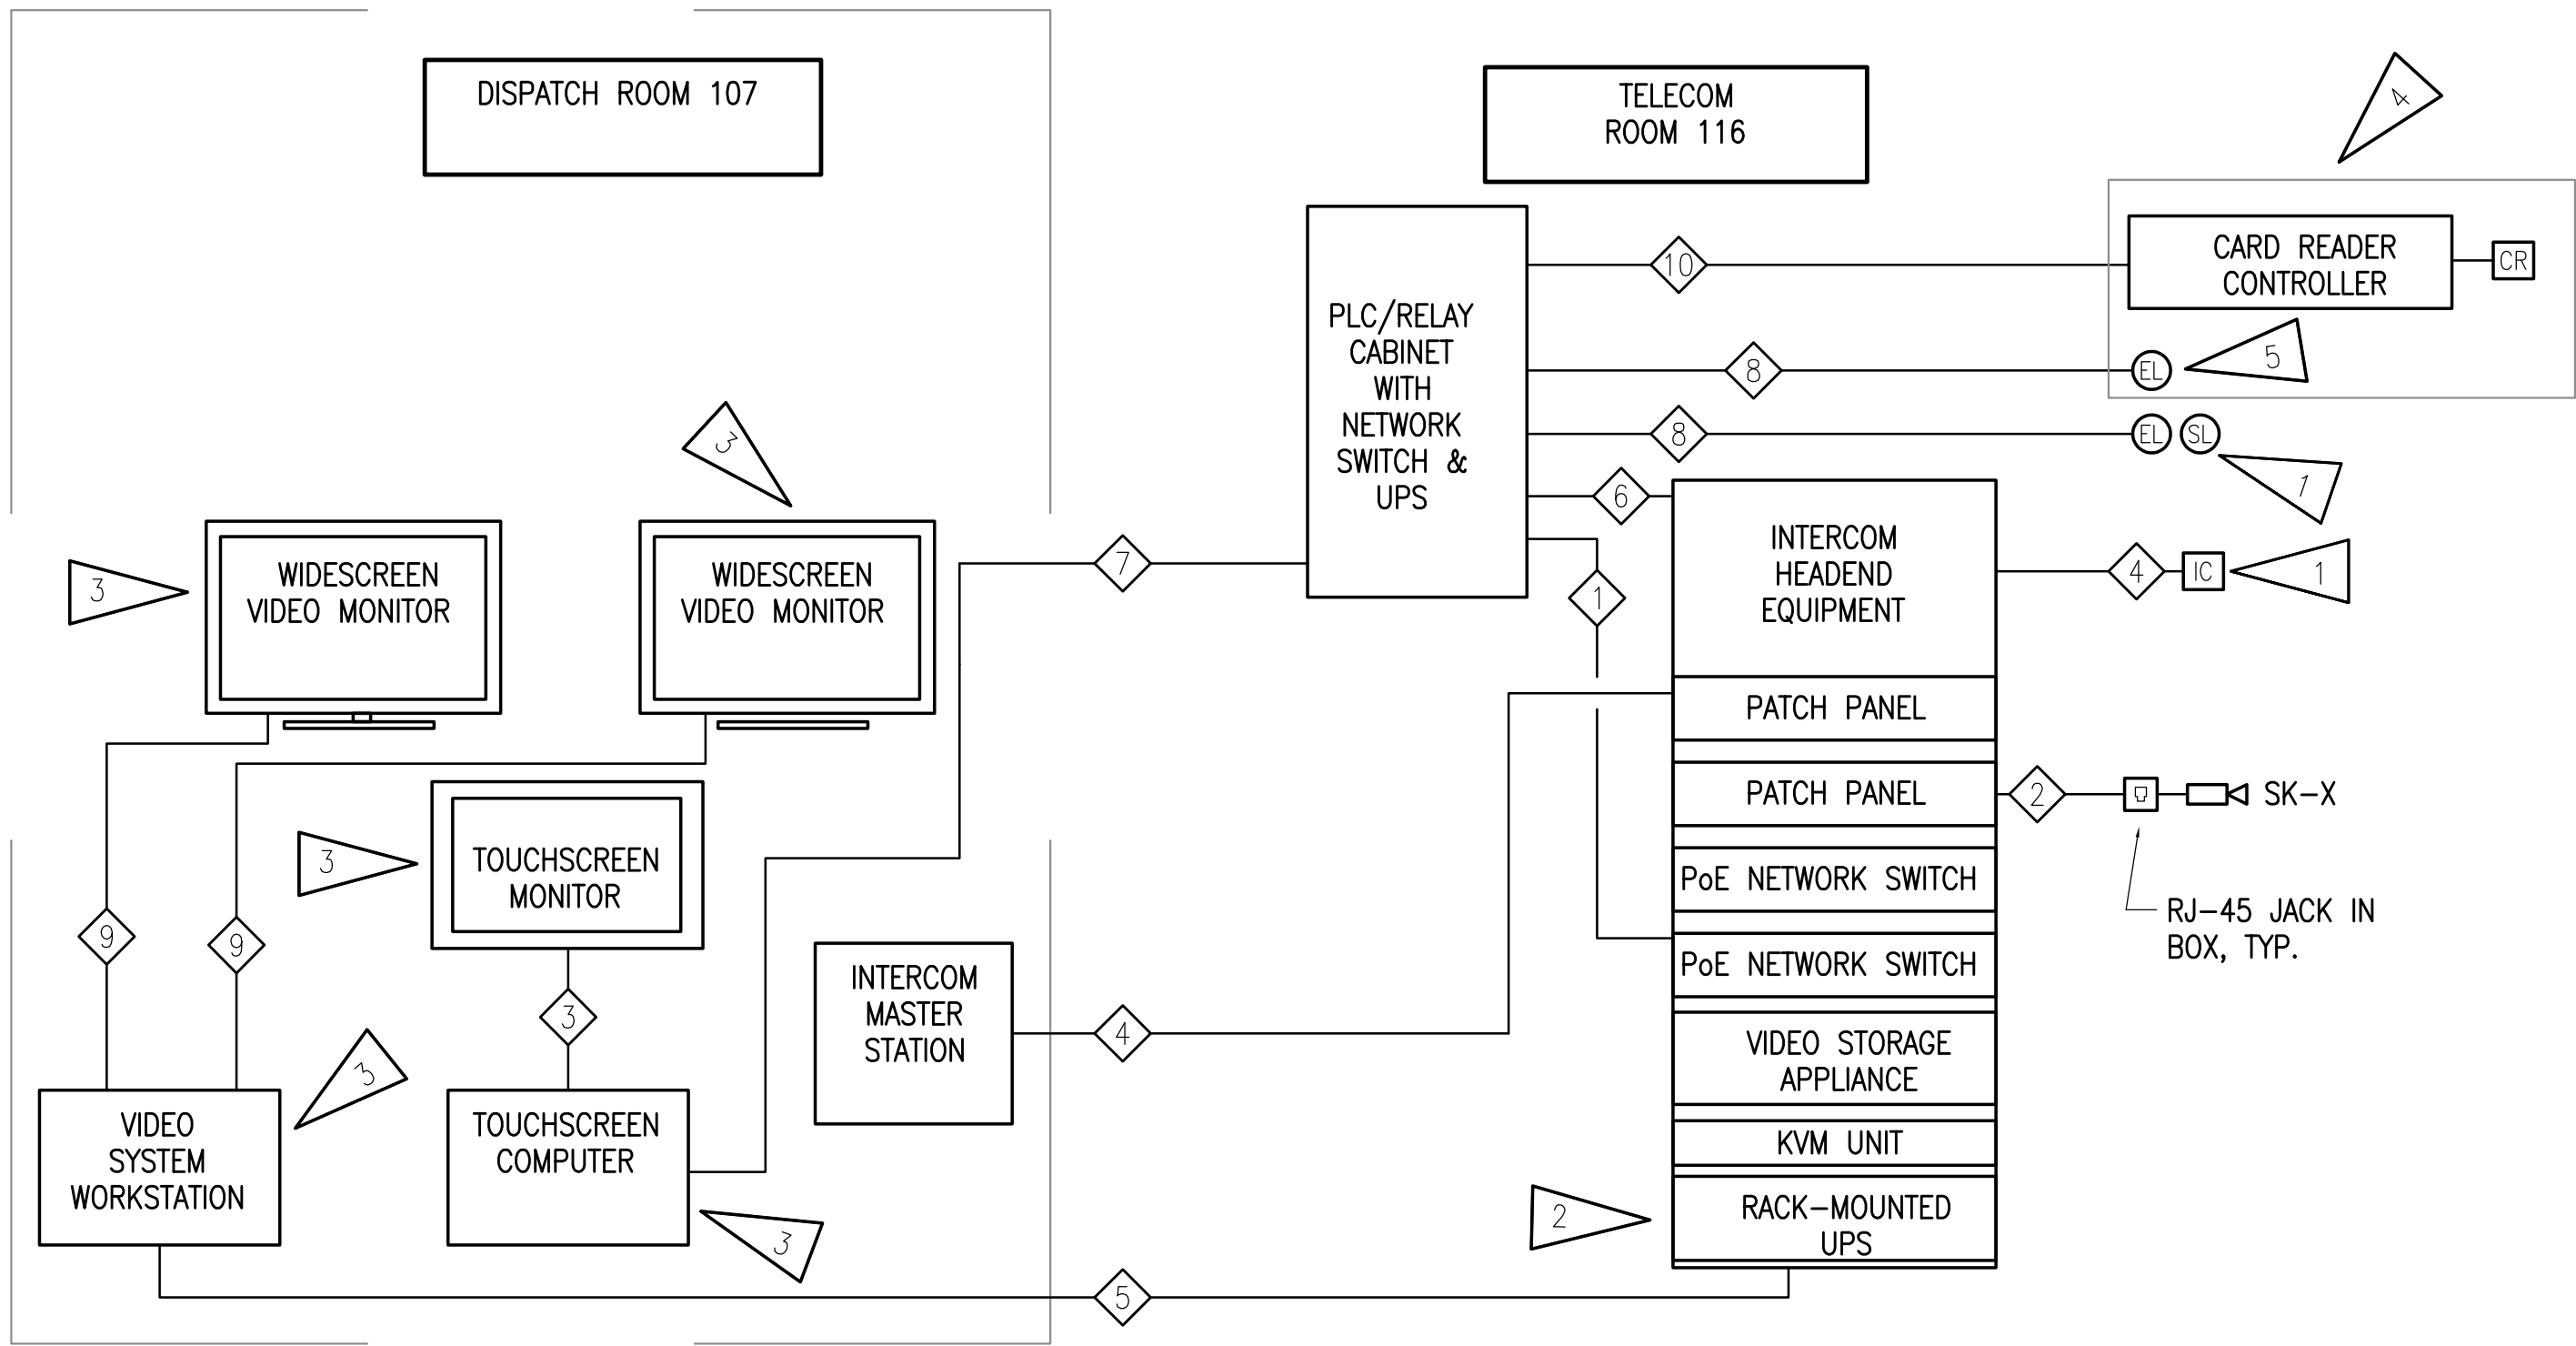 DISPATCH ROOM 107
TELECOM
ROOM 116
4
CARD READER
CONTROLLER
CR
10
PLC/RELAY
CABINET
WITH
NETWORK
SWITCH &
UPS
8
EL
5
8
EL
SL
1
6
3
3
WIDESCREEN
VIDEO MONITOR
WIDESCREEN
VIDEO MONITOR
7
1
INTERCOM
HEADEND
EQUIPMENT
4
IC
1
PATCH PANEL
PATCH PANEL
2
SK-X
RJ-45 JACK IN
BOX, TYP.
PoE NETWORK SWITCH
PoE NETWORK SWITCH
VIDEO STORAGE
APPLIANCE
KVM UNIT
RACK-MOUNTED
UPS
2
3
TOUCHSCREEN
MONITOR
9
9
3
INTERCOM
MASTER
STATION
4
3
VIDEO
SYSTEM
WORKSTATION
TOUCHSCREEN
COMPUTER
3
5